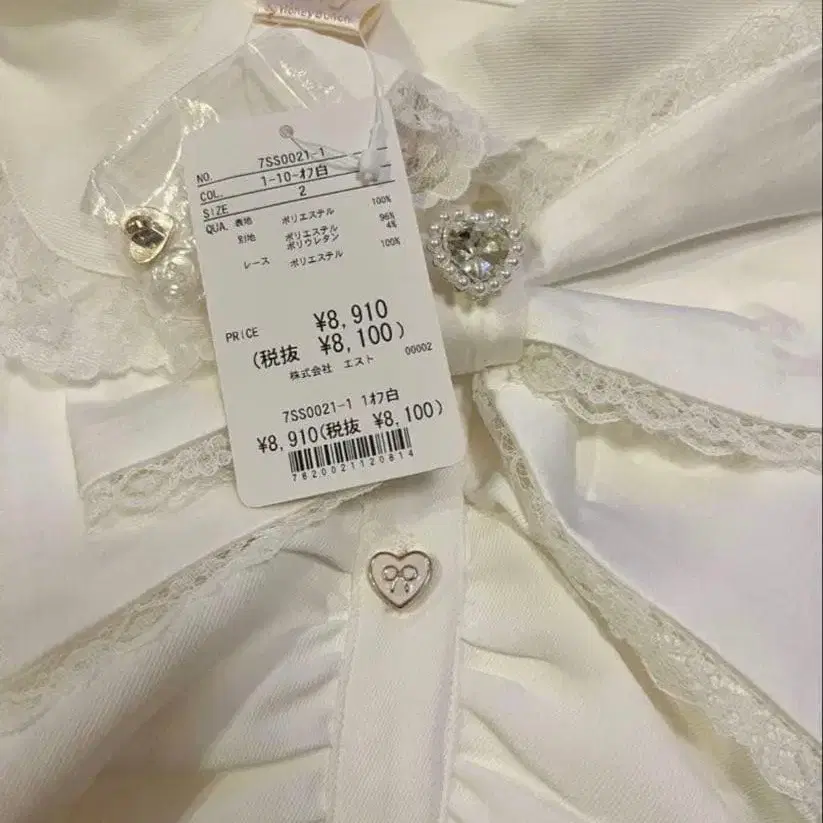 Honey Bunch.
NO. 7SS0021-1
COL. 1-10-ｵﾌ白
SIZE 2
QUA. 表地 ポリエステル 100%
別地 ポリエステル 96%
ポリウレタン 4%
レース ポリエステル 100%
PRICE ¥8,910
(税抜 ¥8,100)
株式会社 エスト 00002
7SS0021-1 1ｵﾌ白
¥8,910(税抜 ¥8,100)
7620021120814